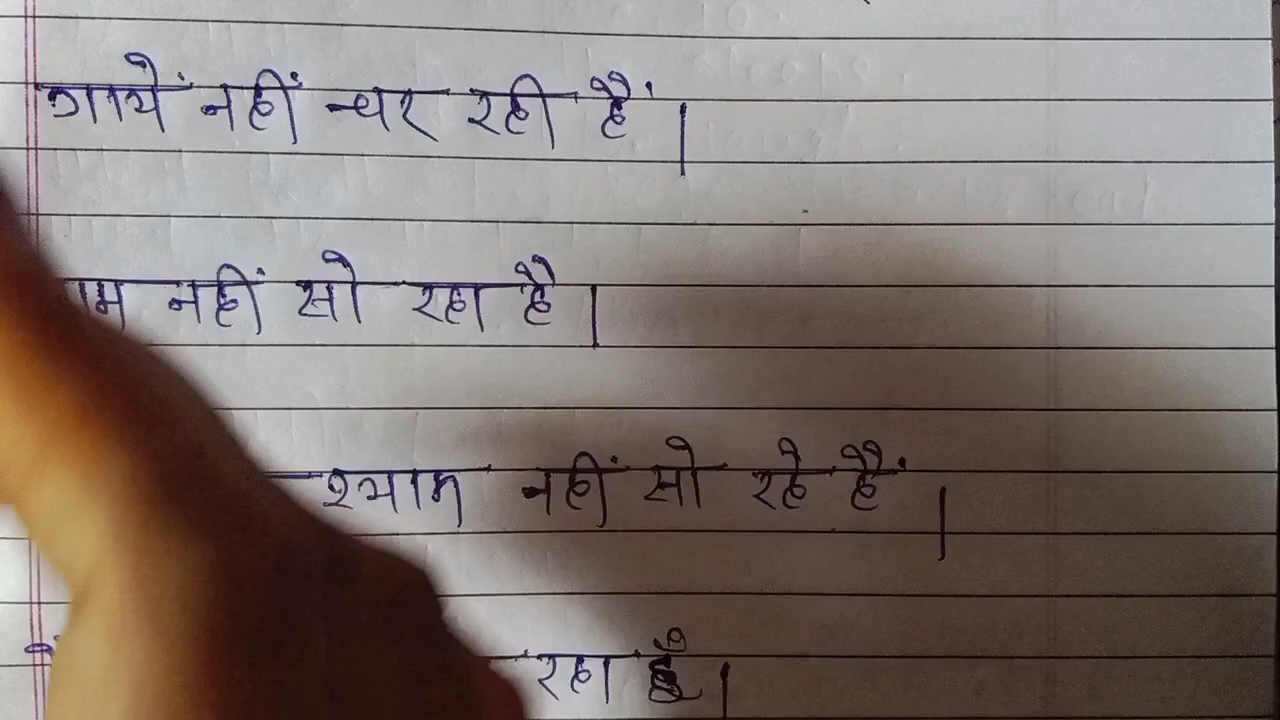 गायें नहीं चर रही हैं।
नहीं सो रहा है।
श्याम नहीं सो रहे हैं।
रहा है।